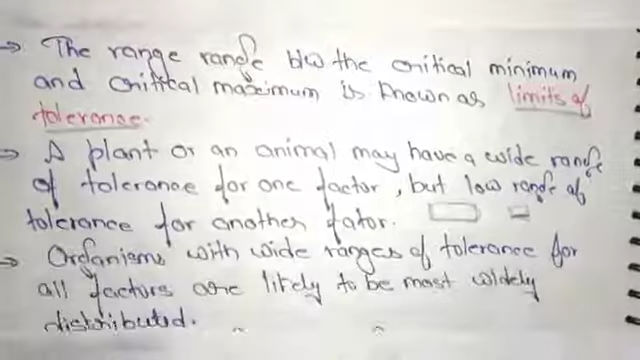 → The range range b/w the critical minimum
and critical maximum is known as limits of
tolerance.
→ A plant or an animal may have a wide range
of tolerance for one factor, but low range of
tolerance for another fator.
→ Organisms with wide ranges of tolerance for
all factors are likely to be most widely
distributed.